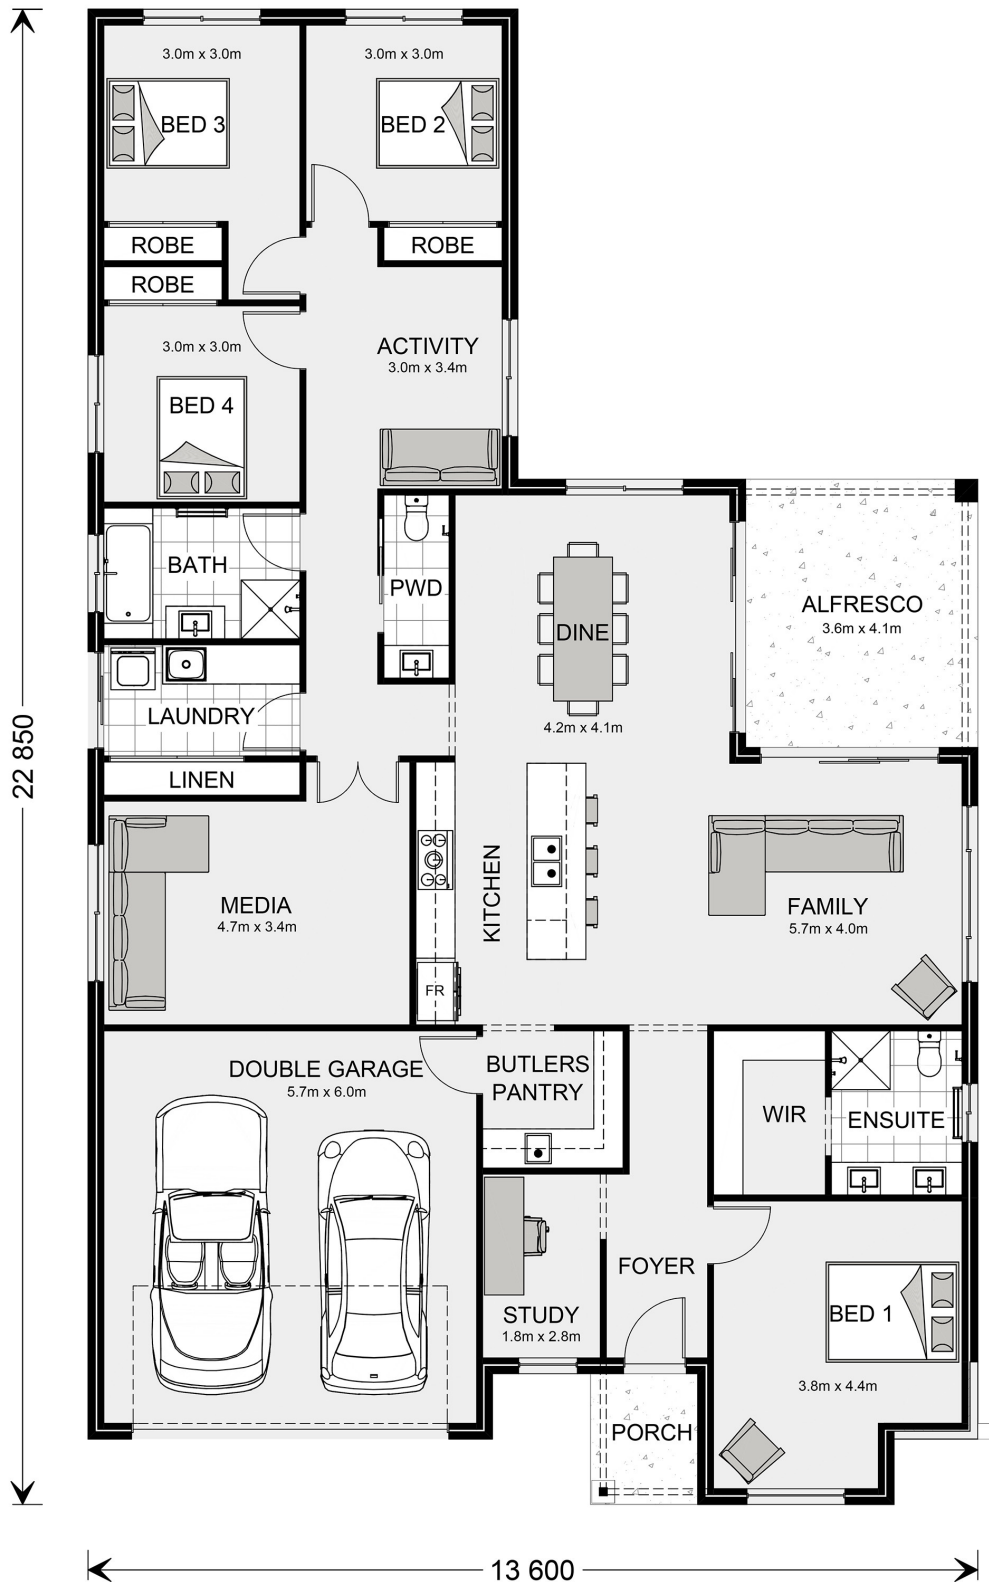 3.0m x 3.0m
BED 3
3.0m x 3.0m
BED 2
ROBE
ROBE
ROBE
3.0m x 3.0m
BED 4
ACTIVITY
3.0m x 3.4m
BATH
PWD
DINE
4.2m x 4.1m
ALFRESCO
3.6m x 4.1m
LAUNDRY
LINEN
22 850
MEDIA
4.7m x 3.4m
KITCHEN
FR
FAMILY
5.7m x 4.0m
DOUBLE GARAGE
5.7m x 6.0m
BUTLERS
PANTRY
WIR
ENSUITE
STUDY
1.8m x 2.8m
FOYER
BED 1
3.8m x 4.4m
PORCH
13 600